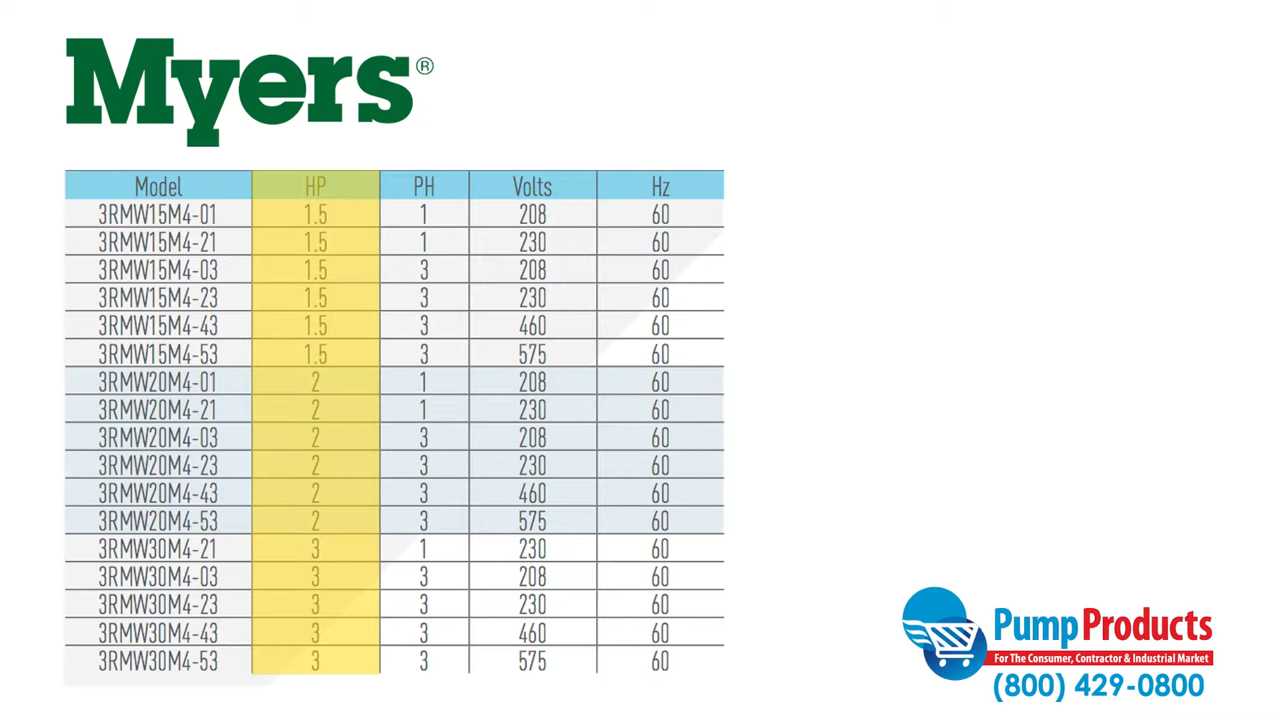 Myers®
Model HP PH Volts Hz
3RMW15M4-01 1.5 1 208 60
3RMW15M4-21 1.5 1 230 60
3RMW15M4-03 1.5 3 208 60
3RMW15M4-23 1.5 3 230 60
3RMW15M4-43 1.5 3 460 60
3RMW15M4-53 1.5 3 575 60
3RMW20M4-01 2 1 208 60
3RMW20M4-21 2 1 230 60
3RMW20M4-03 2 3 208 60
3RMW20M4-23 2 3 230 60
3RMW20M4-43 2 3 460 60
3RMW20M4-53 2 3 575 60
3RMW30M4-21 3 1 230 60
3RMW30M4-03 3 3 208 60
3RMW30M4-23 3 3 230 60
3RMW30M4-43 3 3 460 60
3RMW30M4-53 3 3 575 60
PumpProducts
For The Consumer, Contractor & Industrial Market
(800) 429-0800